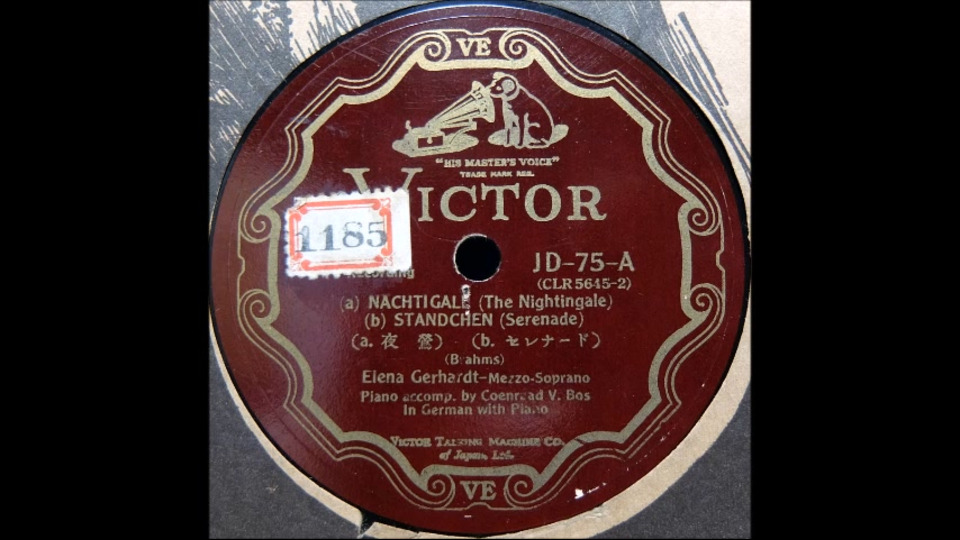 VE
"HIS MASTER'S VOICE"
TRADE MARK REG.
VICTOR
1185
Recording
JD-75-A
(CLR 5645-2)
(a) NACHTIGALL (The Nightingale)
(b) STANDCHEN (Serenade)
(a. 夜 鶯) (b. セレナード)
(Brahms)
Elena Gerhardt-Mezzo-Soprano
Piano accomp. by Coenraad V. Bos
In German with Piano
VICTOR TALKING MACHINE CO.
of Japan, Ltd.
VE